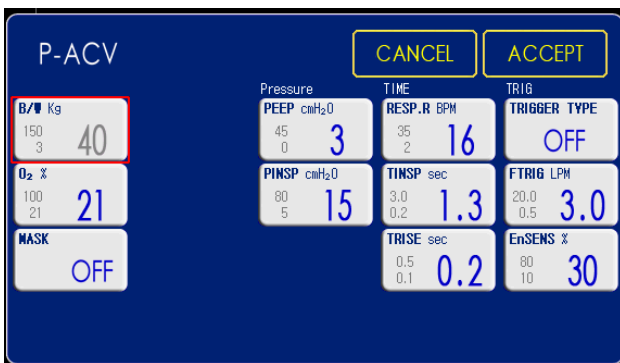 P-ACV
CANCEL
ACCEPT
Pressure
TIME
TRIG
B/W Kg
150
3
40
PEEP cmH₂O
45
0
3
RESP.R BPM
35
2
16
TRIGGER TYPE
OFF
O₂ %
100
21
21
PINSP cmH₂O
80
5
15
TINSP sec
3.0
0.2
1.3
FTRIG LPM
20.0
0.5
3.0
MASK
OFF
TRISE sec
0.5
0.1
0.2
EnSENS %
80
10
30